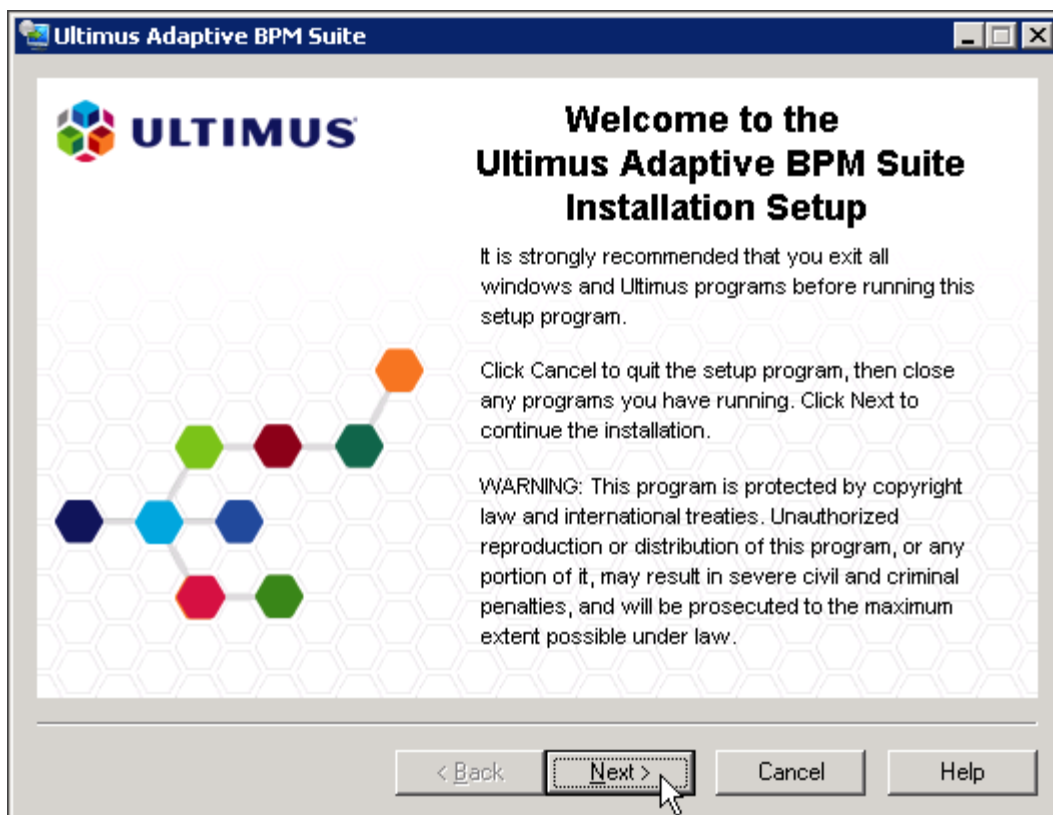 Ultimus Adaptive BPM Suite
ULTIMUS
Welcome to the
Ultimus Adaptive BPM Suite
Installation Setup
It is strongly recommended that you exit all
windows and Ultimus programs before running this
setup program.
Click Cancel to quit the setup program, then close
any programs you have running. Click Next to
continue the installation.
WARNING: This program is protected by copyright
law and international treaties. Unauthorized
reproduction or distribution of this program, or any
portion of it, may result in severe civil and criminal
penalties, and will be prosecuted to the maximum
extent possible under law.
< Back
Next >
Cancel
Help